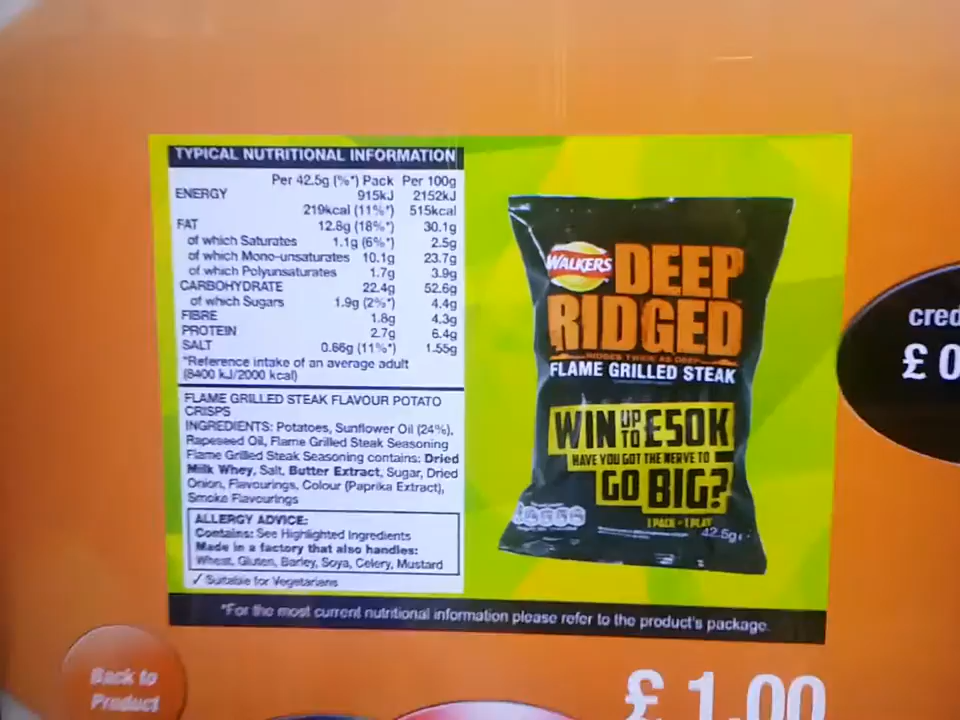 TYPICAL NUTRITIONAL INFORMATION
Per 42.5g (%*) Pack Per 100g
ENERGY 915kJ 2152kJ
219kcal (11%*) 515kcal
FAT 12.8g (18%*) 30.1g
of which Saturates 1.1g (6%*) 2.5g
of which Mono-unsaturates 10.1g 23.7g
of which Polyunsaturates 1.7g 3.9g
CARBOHYDRATE 22.4g 52.6g
of which Sugars 1.9g (2%*) 4.4g
FIBRE 1.8g 4.3g
PROTEIN 2.7g 6.4g
SALT 0.66g (11%*) 1.55g
*Reference intake of an average adult
(8400 kJ/2000 kcal)
FLAME GRILLED STEAK FLAVOUR POTATO
CRISPS
INGREDIENTS: Potatoes, Sunflower Oil (24%),
Rapeseed Oil, Flame Grilled Steak Seasoning
Flame Grilled Steak Seasoning contains: Dried
Milk Whey, Salt, Butter Extract, Sugar, Dried
Onion, Flavourings, Colour (Paprika Extract),
Smoke Flavourings
ALLERGY ADVICE:
Contains: See Highlighted Ingredients
Made in a factory that also handles:
Wheat, Gluten, Barley, Soya, Celery, Mustard
✓ Suitable for Vegetarians
WALKERS
DEEP
RIDGED
RIDGES TWICE AS DEEP
FLAME GRILLED STEAK
WIN UP TO £50K
HAVE YOU GOT THE NERVE TO
GO BIG?
1 PACK = 1 PLAY
42.5g
*For the most current nutritional information please refer to the product's package.
cred
£ 0
Back to
Product
£ 1.00